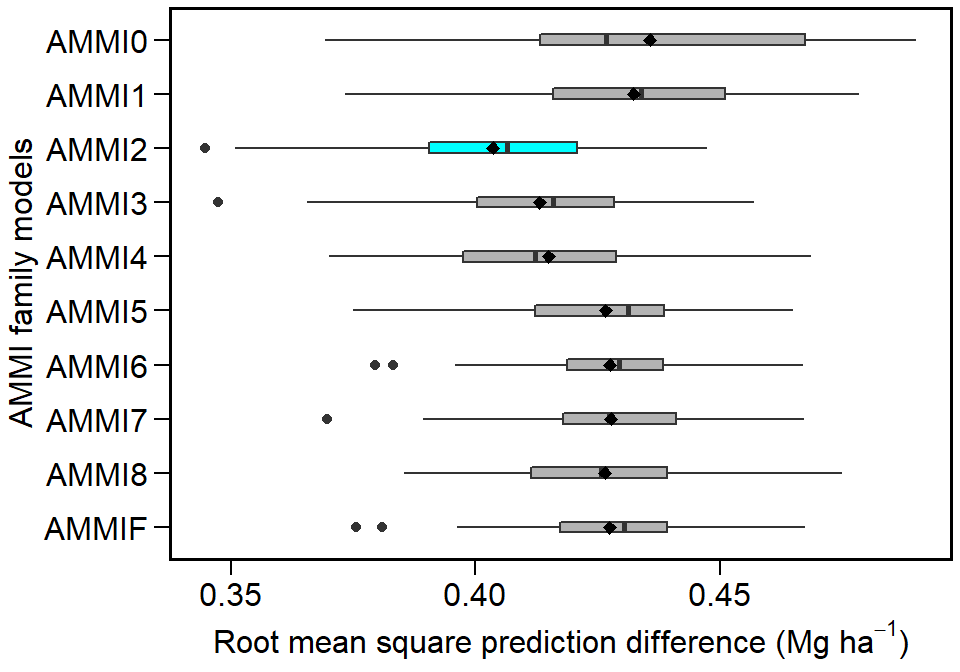 AMMI family models
AMMI0
AMMI1
AMMI2
AMMI3
AMMI4
AMMI5
AMMI6
AMMI7
AMMI8
AMMIF
0.35 0.40 0.45
Root mean square prediction difference (Mg ha⁻¹)